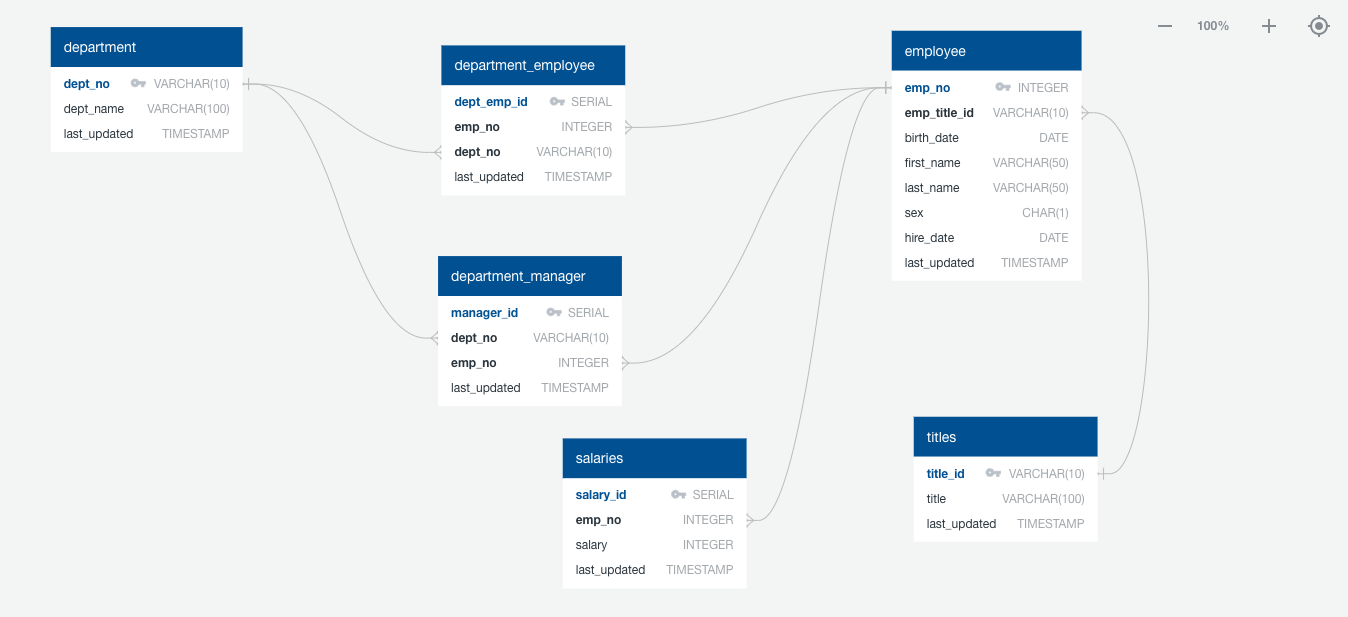 100%
department
dept_no VARCHAR(10)
dept_name VARCHAR(100)
last_updated TIMESTAMP
department_employee
dept_emp_id SERIAL
emp_no INTEGER
dept_no VARCHAR(10)
last_updated TIMESTAMP
employee
emp_no INTEGER
emp_title_id VARCHAR(10)
birth_date DATE
first_name VARCHAR(50)
last_name VARCHAR(50)
sex CHAR(1)
hire_date DATE
last_updated TIMESTAMP
department_manager
manager_id SERIAL
dept_no VARCHAR(10)
emp_no INTEGER
last_updated TIMESTAMP
salaries
salary_id SERIAL
emp_no INTEGER
salary INTEGER
last_updated TIMESTAMP
titles
title_id VARCHAR(10)
title VARCHAR(100)
last_updated TIMESTAMP